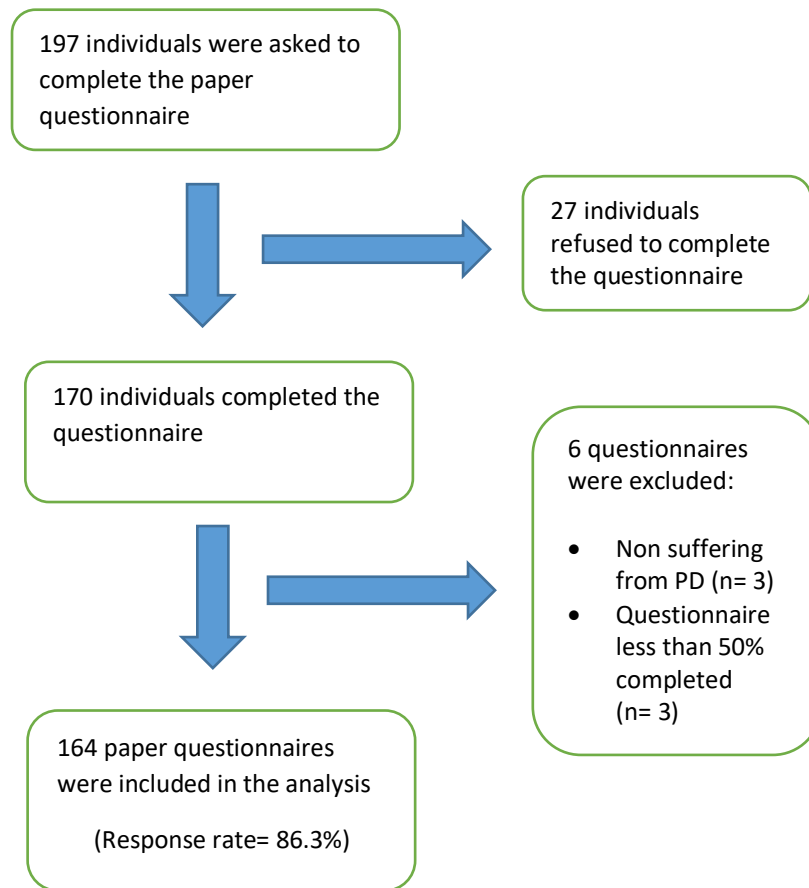 197 individuals were asked to
complete the paper
questionnaire
27 individuals
refused to complete
the questionnaire
170 individuals completed the
questionnaire
6 questionnaires
were excluded:
• Non suffering
from PD (n= 3)
• Questionnaire
less than 50%
completed
(n= 3)
164 paper questionnaires
were included in the analysis
(Response rate= 86.3%)